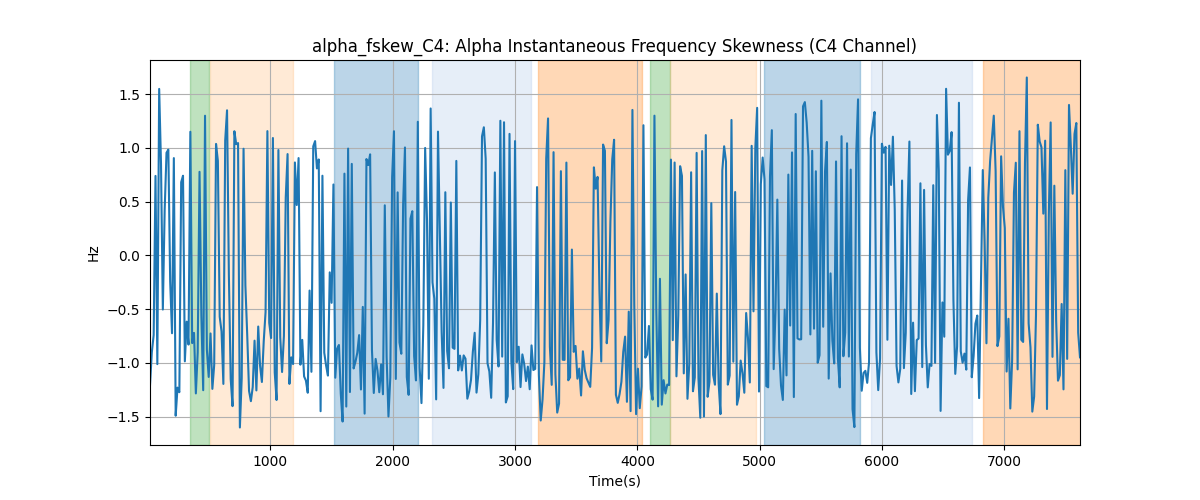 alpha_fskew_C4: Alpha Instantaneous Frequency Skewness (C4 Channel)
1.5
1.0
0.5
0.0
−0.5
−1.0
−1.5
Hz
1000 2000 3000 4000 5000 6000 7000
Time(s)